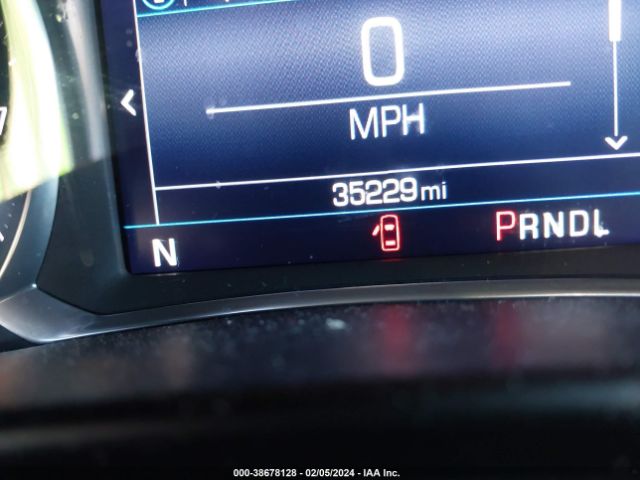 0
MPH
35229 mi
N
PRNDL
000-38678128 - 02/05/2024 - IAA Inc.